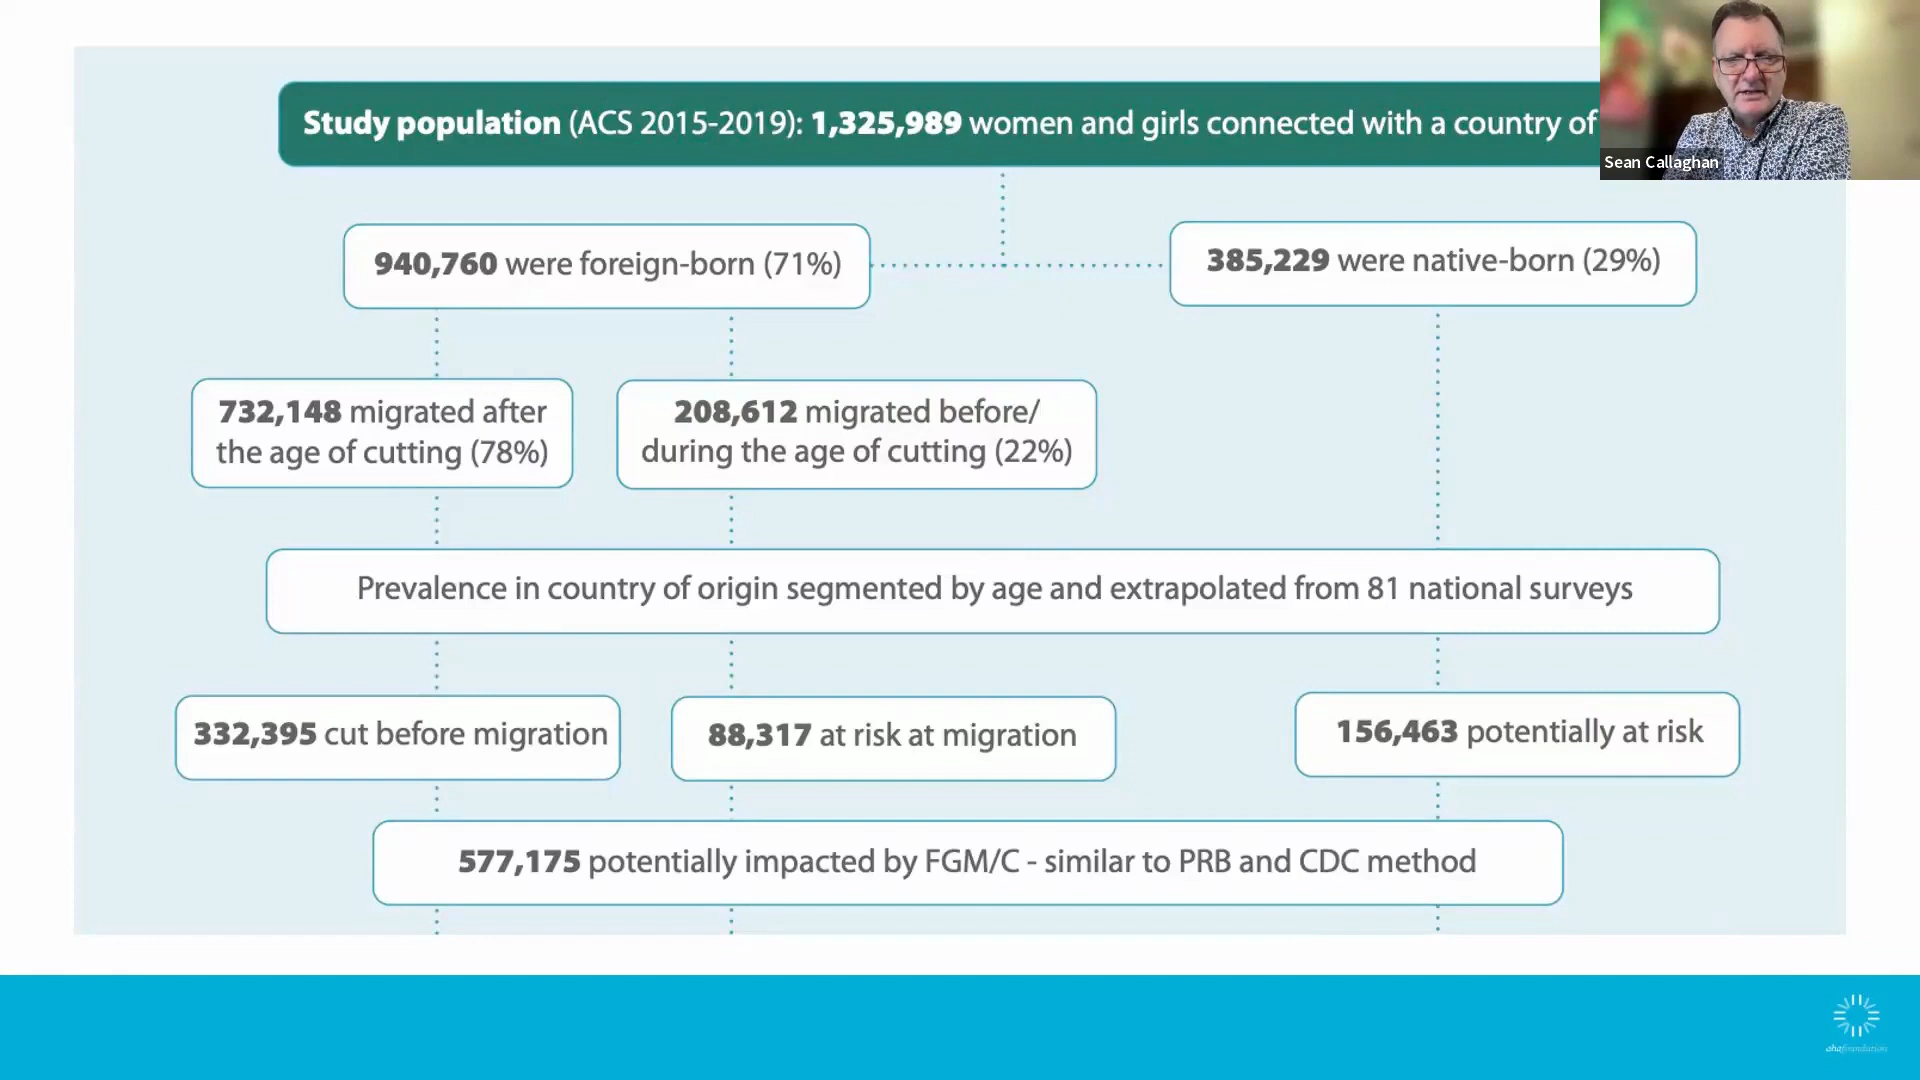 Study population (ACS 2015-2019): 1,325,989 women and girls connected with a country of
Sean Callaghan
940,760 were foreign-born (71%)
385,229 were native-born (29%)
732,148 migrated after
the age of cutting (78%)
208,612 migrated before/
during the age of cutting (22%)
Prevalence in country of origin segmented by age and extrapolated from 81 national surveys
332,395 cut before migration
88,317 at risk at migration
156,463 potentially at risk
577,175 potentially impacted by FGM/C - similar to PRB and CDC method
ahafoundation